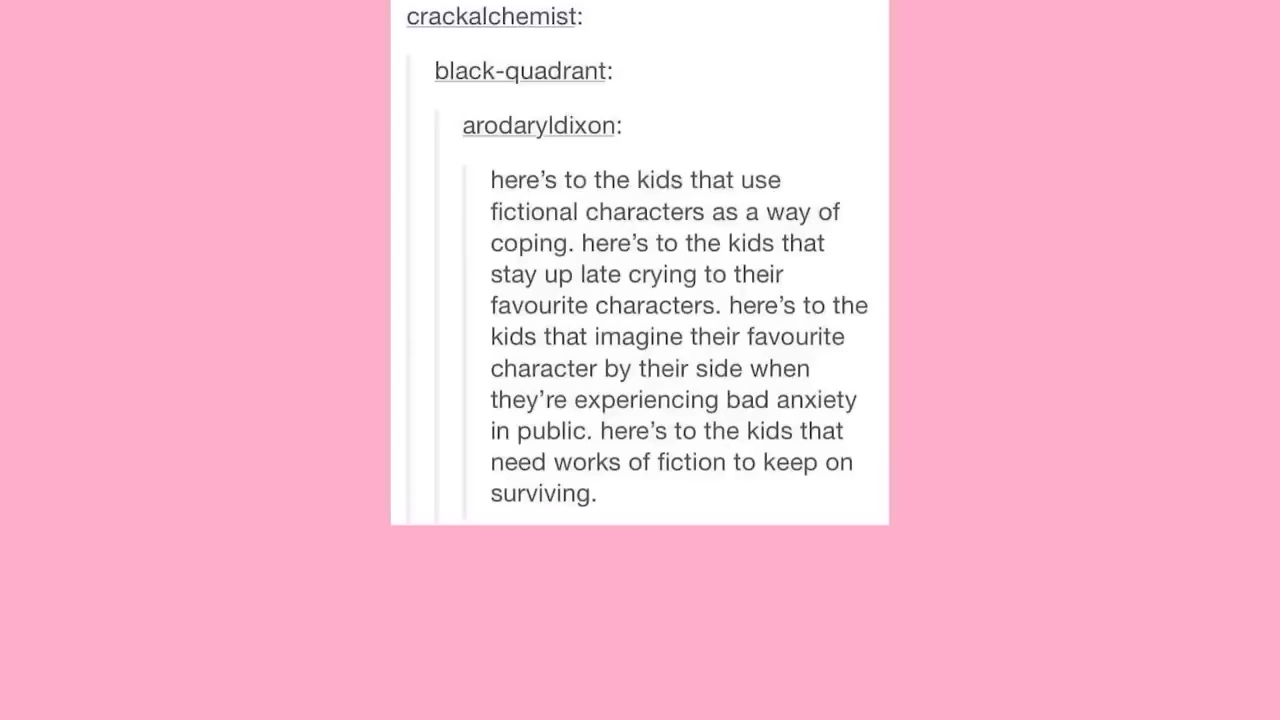 crackalchemist:
black-quadrant:
arodaryldixon:
here’s to the kids that use
fictional characters as a way of
coping. here’s to the kids that
stay up late crying to their
favourite characters. here’s to the
kids that imagine their favourite
character by their side when
they’re experiencing bad anxiety
in public. here’s to the kids that
need works of fiction to keep on
surviving.